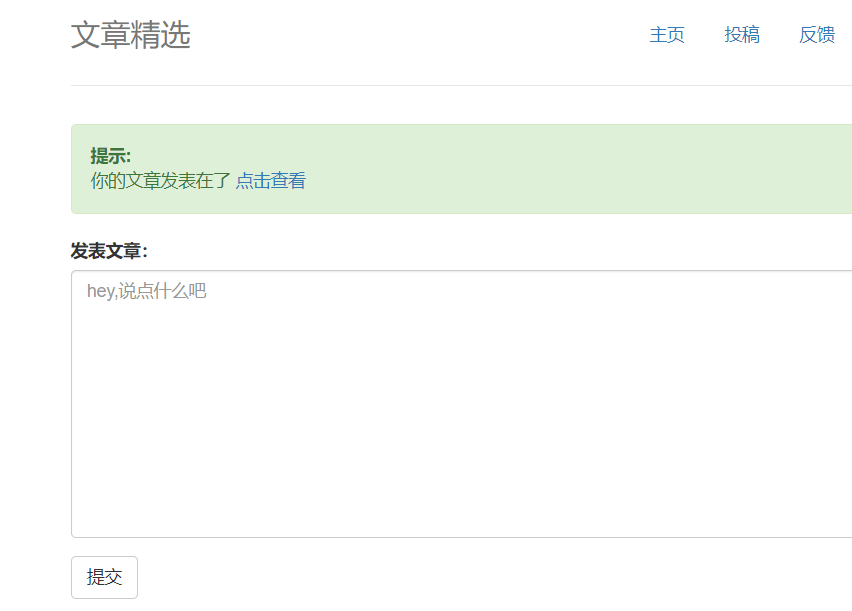 文章精选
主页 投稿 反馈
提示:
你的文章发表在了 点击查看
发表文章：
hey,说点什么吧
提交